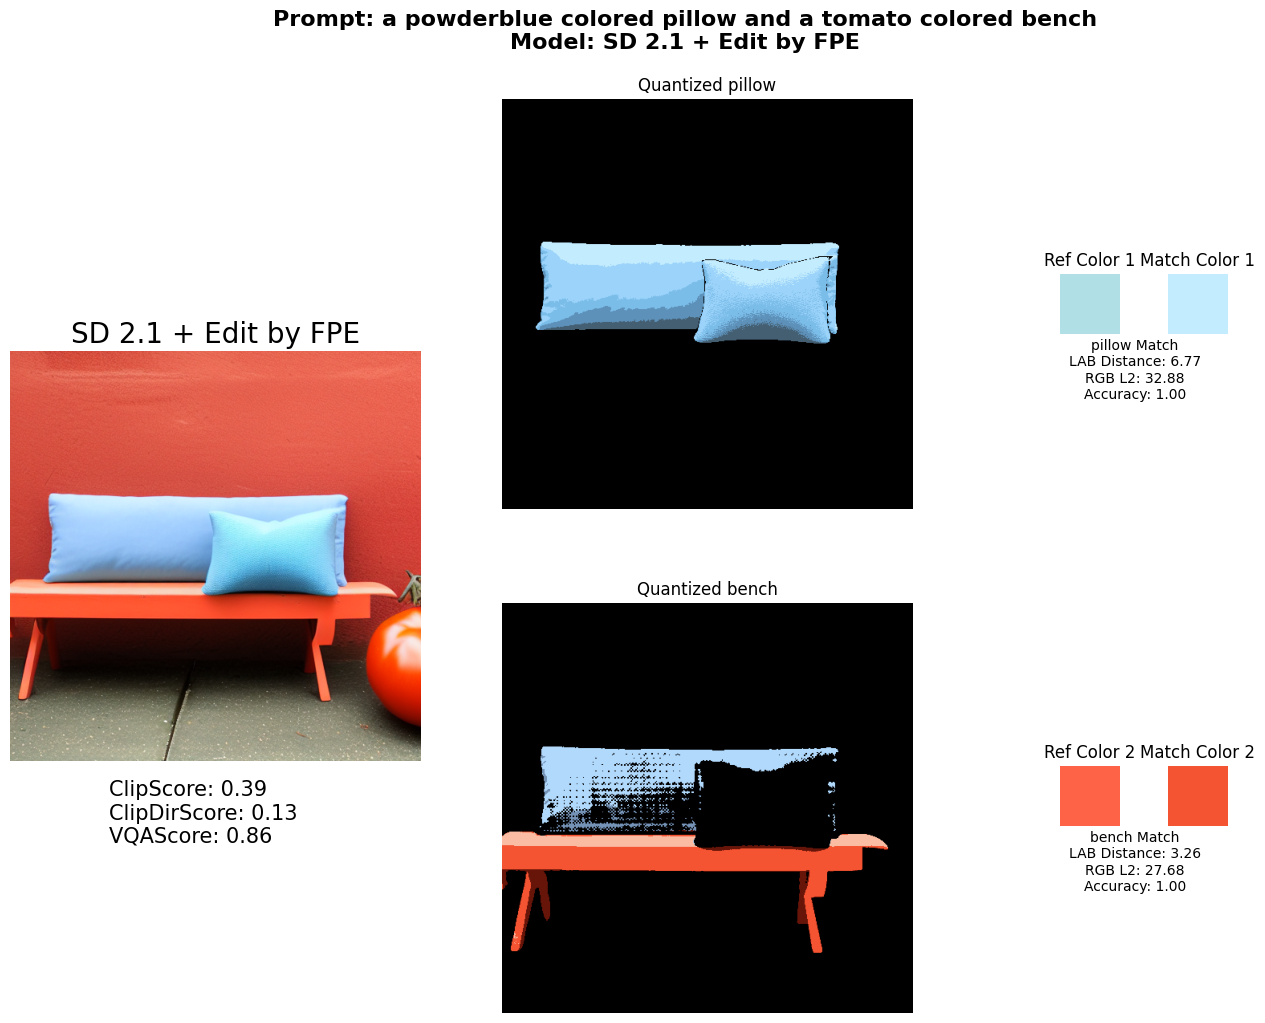 Prompt: a powderblue colored pillow and a tomato colored bench
Model: SD 2.1 + Edit by FPE
Quantized pillow
Ref Color 1 Match Color 1
pillow Match
LAB Distance: 6.77
RGB L2: 32.88
Accuracy: 1.00
SD 2.1 + Edit by FPE
ClipScore: 0.39
ClipDirScore: 0.13
VQAScore: 0.86
Quantized bench
Ref Color 2 Match Color 2
bench Match
LAB Distance: 3.26
RGB L2: 27.68
Accuracy: 1.00